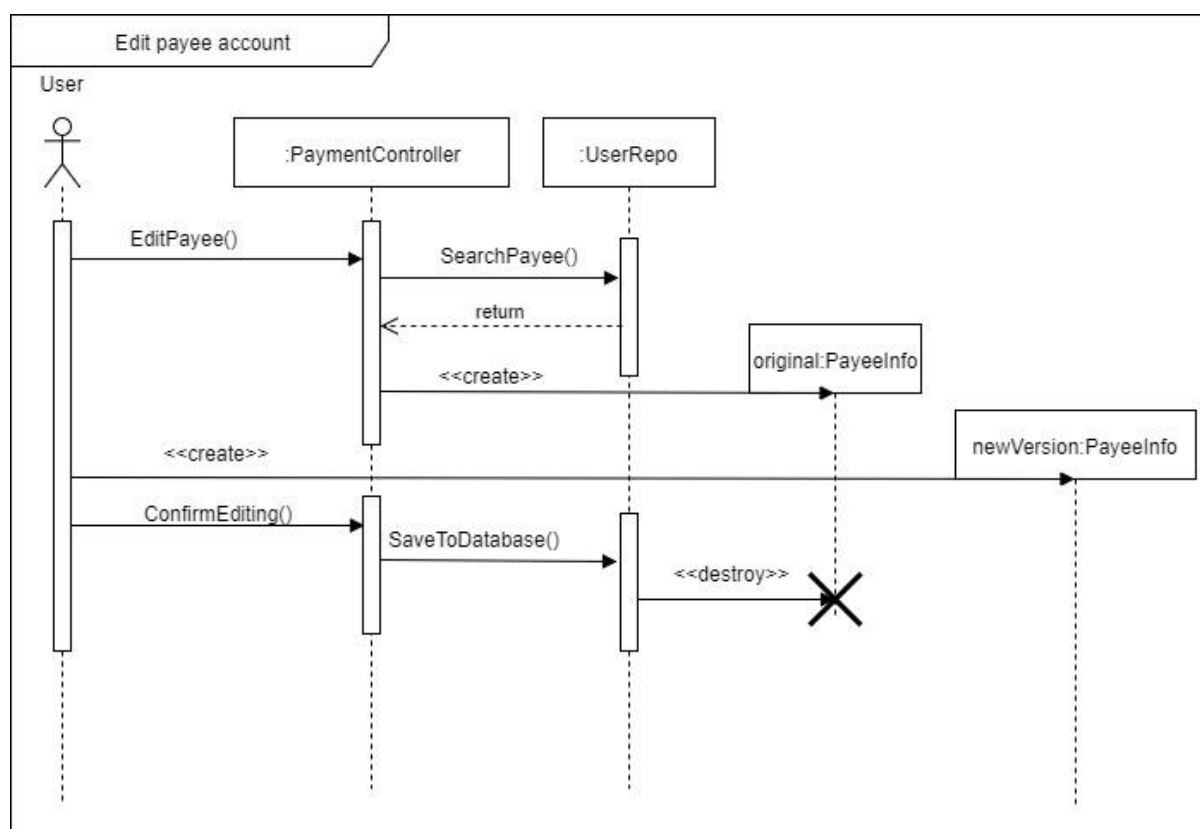 Edit payee account
User
:PaymentController
:UserRepo
EditPayee()
SearchPayee()
return
original:PayeeInfo
<<create>>
newVersion:PayeeInfo
<<create>>
ConfirmEditing()
SaveToDatabase()
<<destroy>>